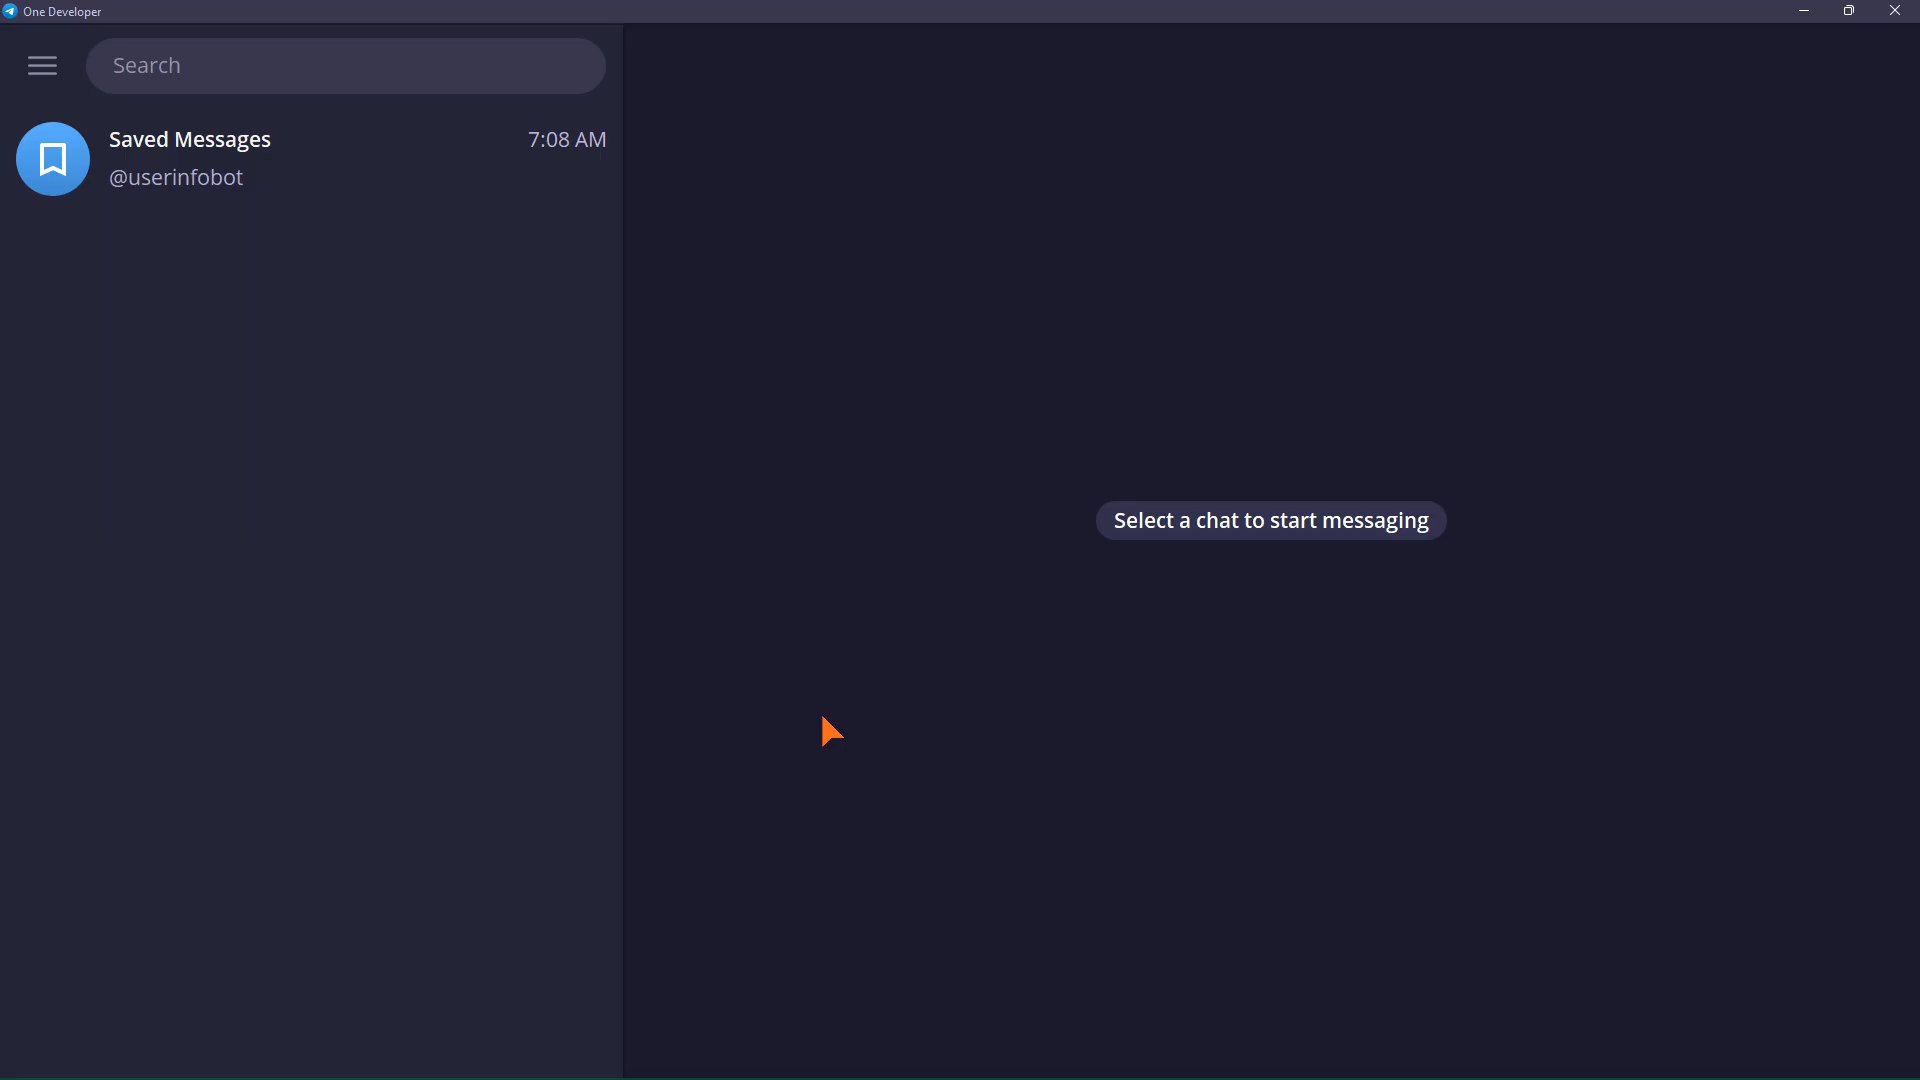 One Developer
Search
Saved Messages
7:08 AM
@userinfobot
Select a chat to start messaging